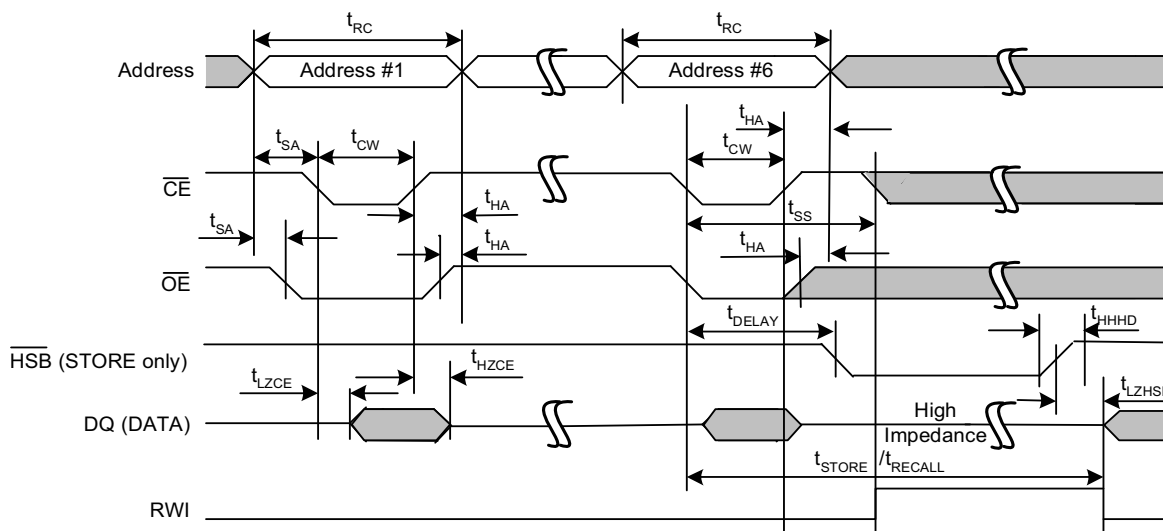 tRC
tRC
Address
Address #1
Address #6
tHA
tSA
tCW
tCW
CE
tHA
tSS
tSA
tHA
tHA
OE
tDELAY
tHHHD
HSB (STORE only)
tHZCE
tLZCE
tLZHS
DQ (DATA)
High
Impedance
tSTORE /tRECALL
RWI